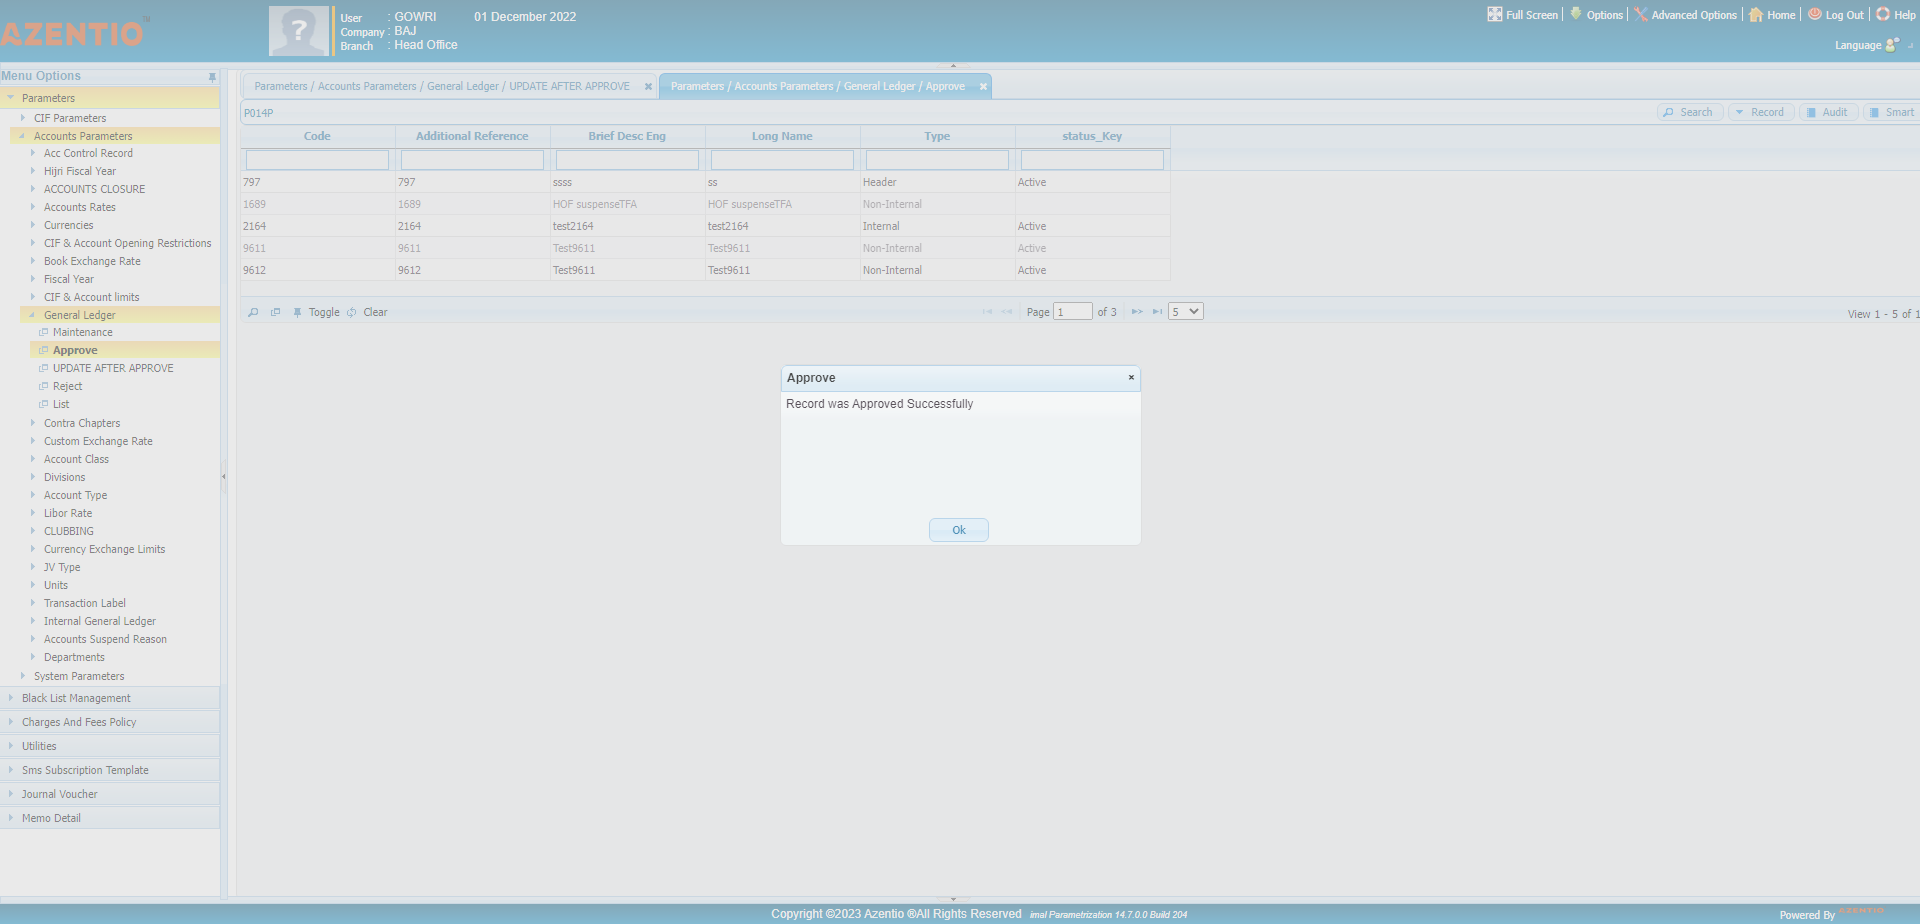 AZENTIO™
User : GOWRI 01 December 2022
Company : BAJ
Branch : Head Office
Full Screen Options Advanced Options Home Log Out Help
Language
Menu Options
Parameters
CIF Parameters
Accounts Parameters
Acc Control Record
Hijri Fiscal Year
ACCOUNTS CLOSURE
Accounts Rates
Currencies
CIF & Account Opening Restrictions
Book Exchange Rate
Fiscal Year
CIF & Account limits
General Ledger
Maintenance
Approve
UPDATE AFTER APPROVE
Reject
List
Contra Chapters
Custom Exchange Rate
Account Class
Divisions
Account Type
Libor Rate
CLUBBING
Currency Exchange Limits
JV Type
Units
Transaction Label
Internal General Ledger
Accounts Suspend Reason
Departments
System Parameters
Black List Management
Charges And Fees Policy
Utilities
Sms Subscription Template
Journal Voucher
Memo Detail
Parameters / Accounts Parameters / General Ledger / UPDATE AFTER APPROVE
Parameters / Accounts Parameters / General Ledger / Approve
P014P
Search Record Audit Smart
Code Additional Reference Brief Desc Eng Long Name Type status_Key
797 797 ssss ss Header Active
1689 1689 HOF suspenseTFA HOF suspenseTFA Non-Internal
2164 2164 test2164 test2164 Internal Active
9611 9611 Test9611 Test9611 Non-Internal Active
9612 9612 Test9611 Test9611 Non-Internal Active
Toggle Clear Page 1 of 3 5 View 1 - 5 of 1
Approve
Record was Approved Successfully
Ok
Copyright ©2023 Azentio ®All Rights Reserved imal Parametrization 14.7.0.0 Build 204
Powered By AZENTIO